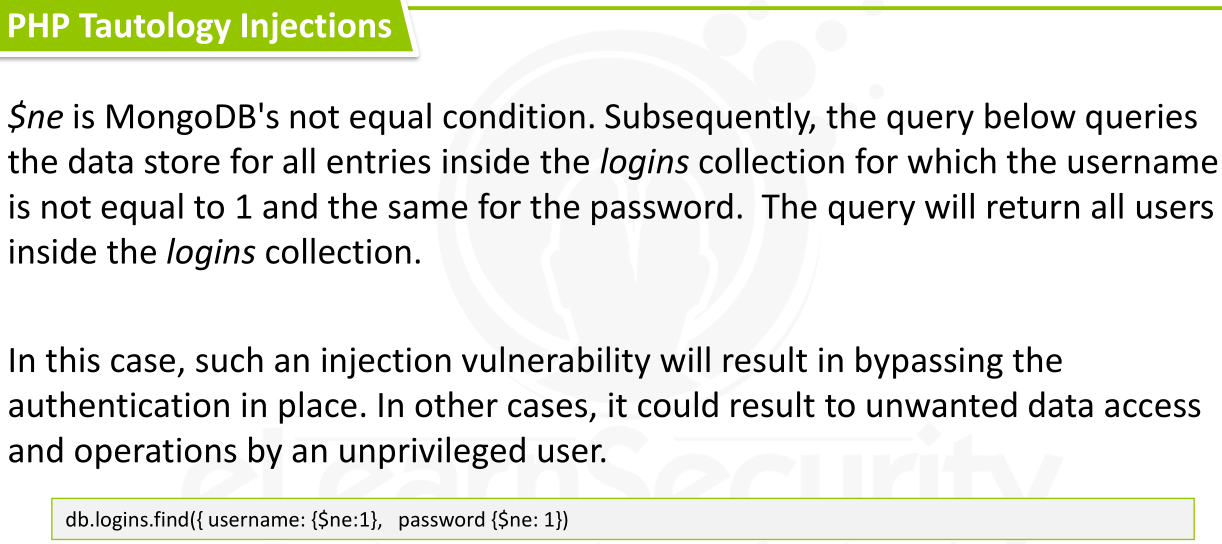 PHP Tautology Injections
$ne is MongoDB's not equal condition. Subsequently, the query below queries
the data store for all entries inside the logins collection for which the username
is not equal to 1 and the same for the password. The query will return all users
inside the logins collection.
In this case, such an injection vulnerability will result in bypassing the
authentication in place. In other cases, it could result to unwanted data access
and operations by an unprivileged user.
eLearnSecurity
db.logins.find({ username: {$ne:1}, password {$ne: 1})